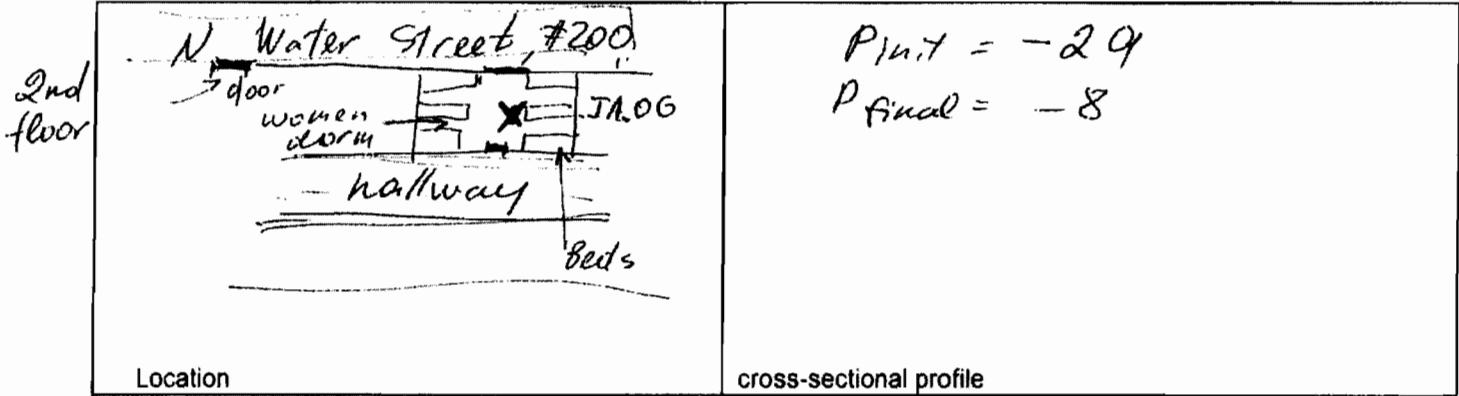 N Water Street, #200
2nd floor
door
women dorm
IA.06
hallway
Beds
Location
Pinit = -29
Pfinal = -8
cross-sectional profile